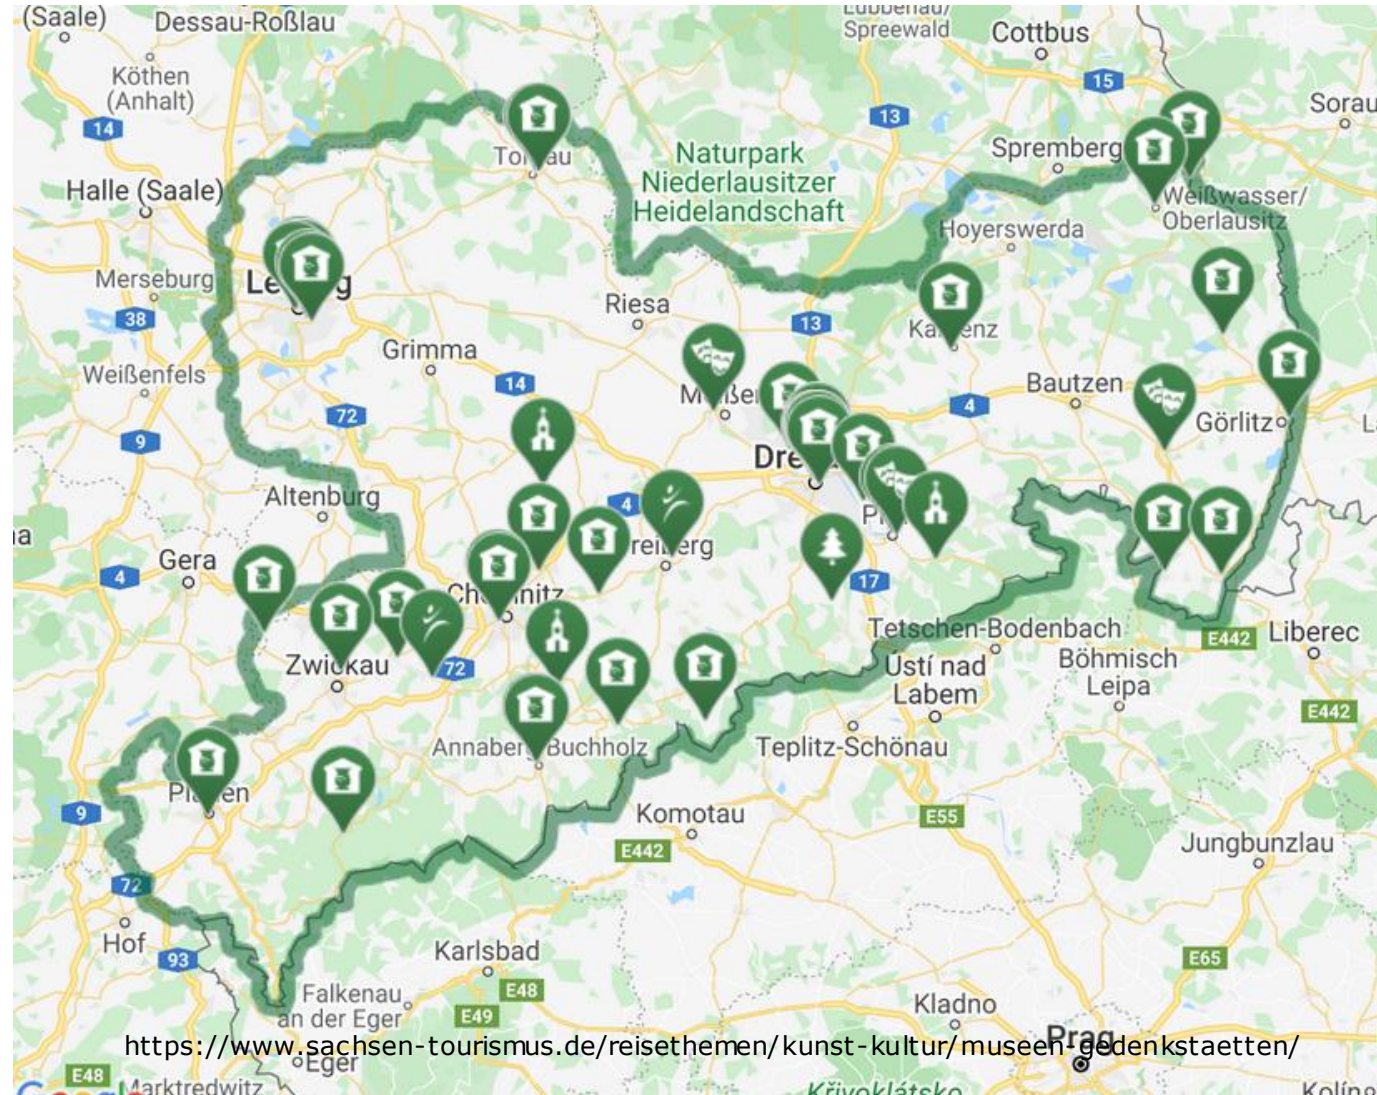 (Saale)
Dessau-Roßlau
Lübbenau/
Spreewald
Cottbus
Köthen
(Anhalt)
15
Sorau
14
13
Naturpark
Niederlausitzer
Heidelandschaft
Spremberg
Halle (Saale)
Weißwasser/
Oberlausitz
Hoyerswerda
Merseburg
Riesa
38
13
Grimma
Weißenfels
14
Bautzen
72
4
9
Görlitz
Altenburg
4
Gera
4
17
Tetschen-Bodenbach
E442
Liberec
Zwickau
72
Ústí nad
Labem
Böhmisch
Leipa
E442
Teplitz-Schönau
Komotau
9
E55
Jungbunzlau
E442
72
Hof
93
Karlsbad
E65
Falkenau
an der Eger
E48
E49
Kladno
Prag
https://www.sachsen-tourismus.de/reisethemen/kunst-kultur/museen-gedenkstaetten/
Eger
E48
Marktredwitz
Křivoklátsko
Kolín